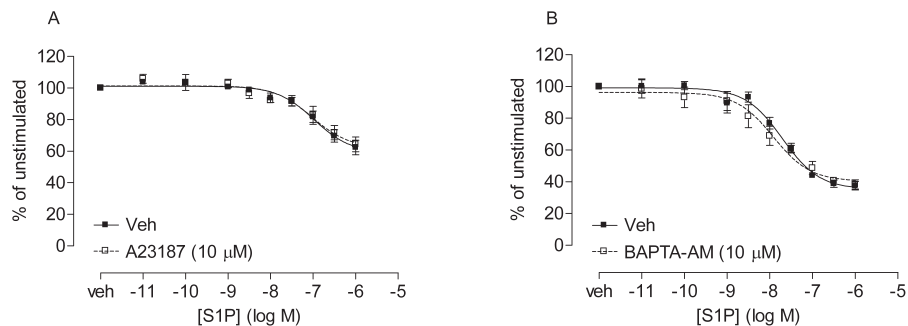 A
120
100
80
60
40
20
0
% of unstimulated
Veh
A23187 (10 μM)
veh -11 -10 -9 -8 -7 -6 -5
[S1P] (log M)
B
120
100
80
60
40
20
0
% of unstimulated
Veh
BAPTA-AM (10 μM)
veh -11 -10 -9 -8 -7 -6 -5
[S1P] (log M)